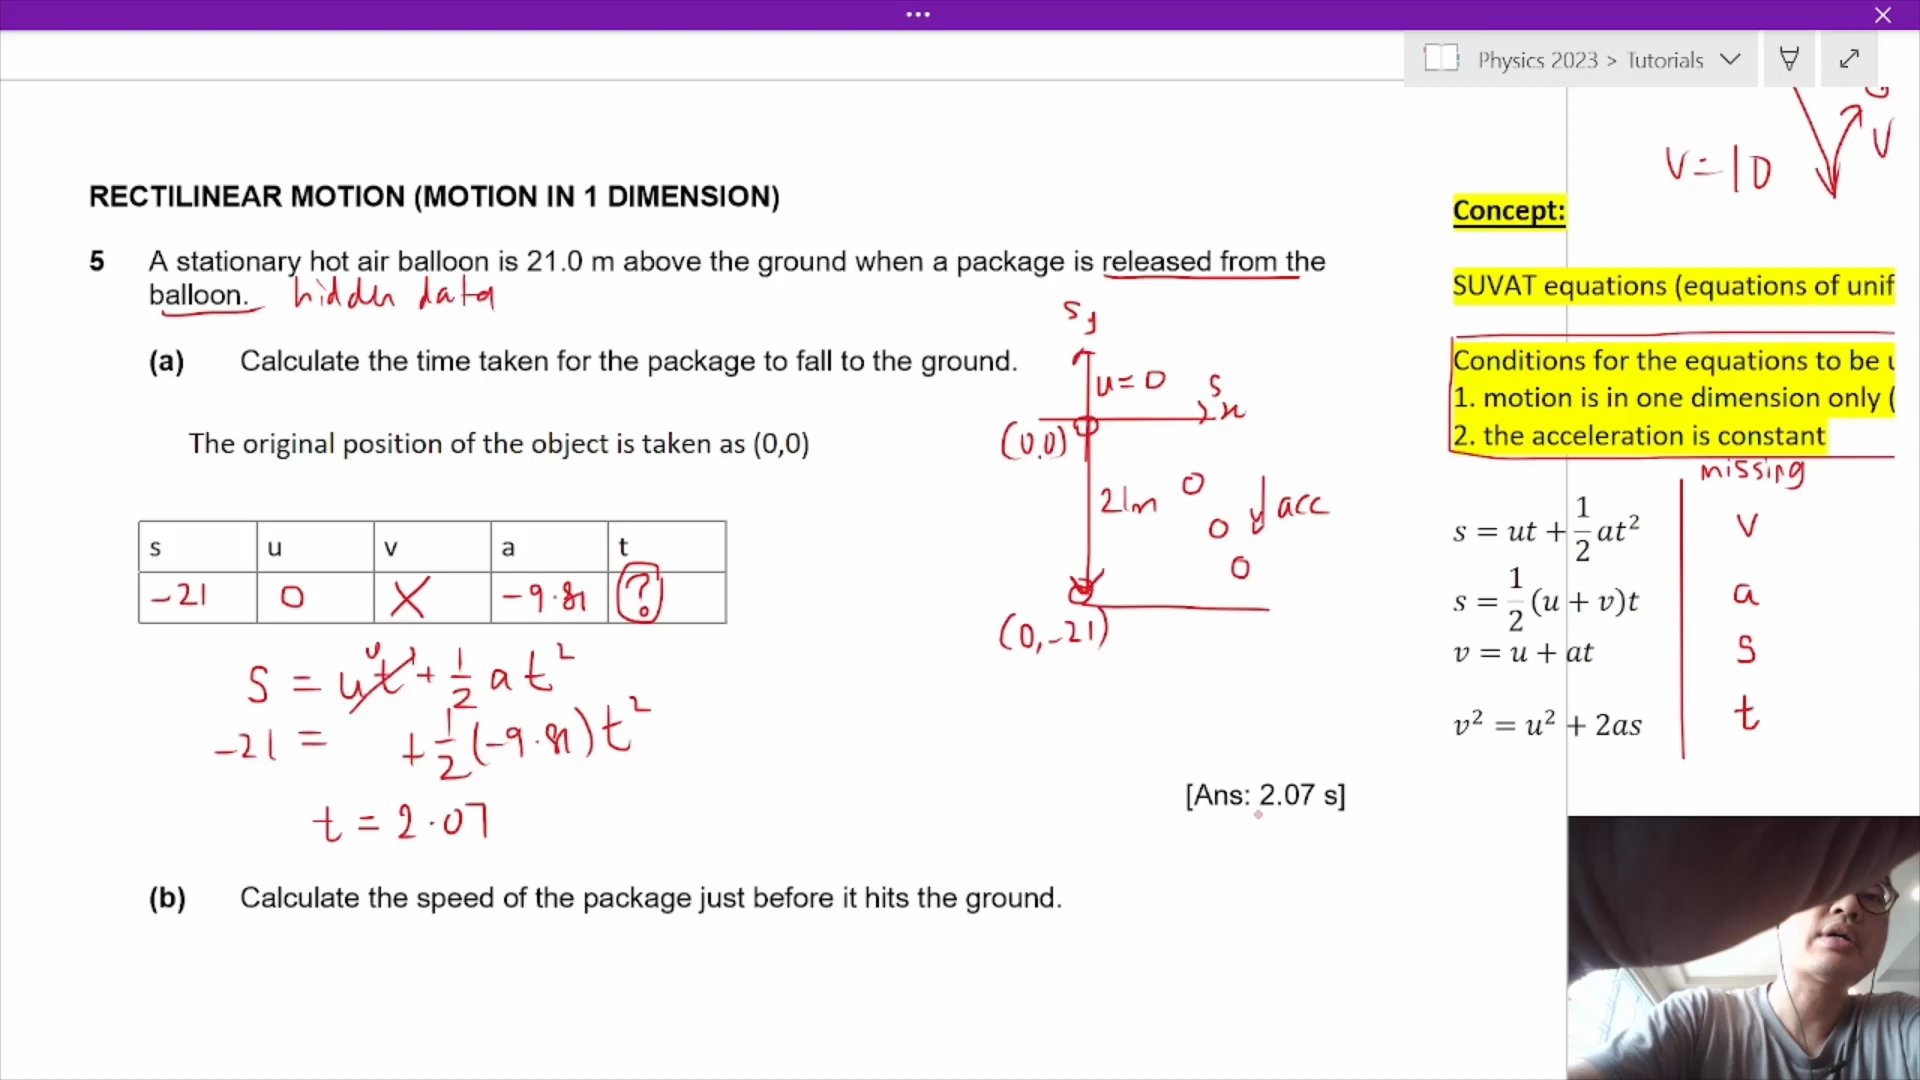 Physics 2023 > Tutorials
v=10
V
RECTILINEAR MOTION (MOTION IN 1 DIMENSION)
5 A stationary hot air balloon is 21.0 m above the ground when a package is released from the
balloon. hidden data
(a) Calculate the time taken for the package to fall to the ground.
The original position of the object is taken as (0,0)
s u v a t
-21 0 X -9.81 ?
s = ut + 1/2 at²
-21 = +1/2(-9.81)t²
t = 2.07
sy
u=0
s
x
(0,0)
21m
acc
(0,-21)
[Ans: 2.07 s]
(b) Calculate the speed of the package just before it hits the ground.
Concept:
SUVAT equations (equations of unif
Conditions for the equations to be u
1. motion is in one dimension only (
2. the acceleration is constant
missing
s = ut + 1/2 at² v
s = 1/2 (u + v)t a
v = u + at s
v² = u² + 2as t